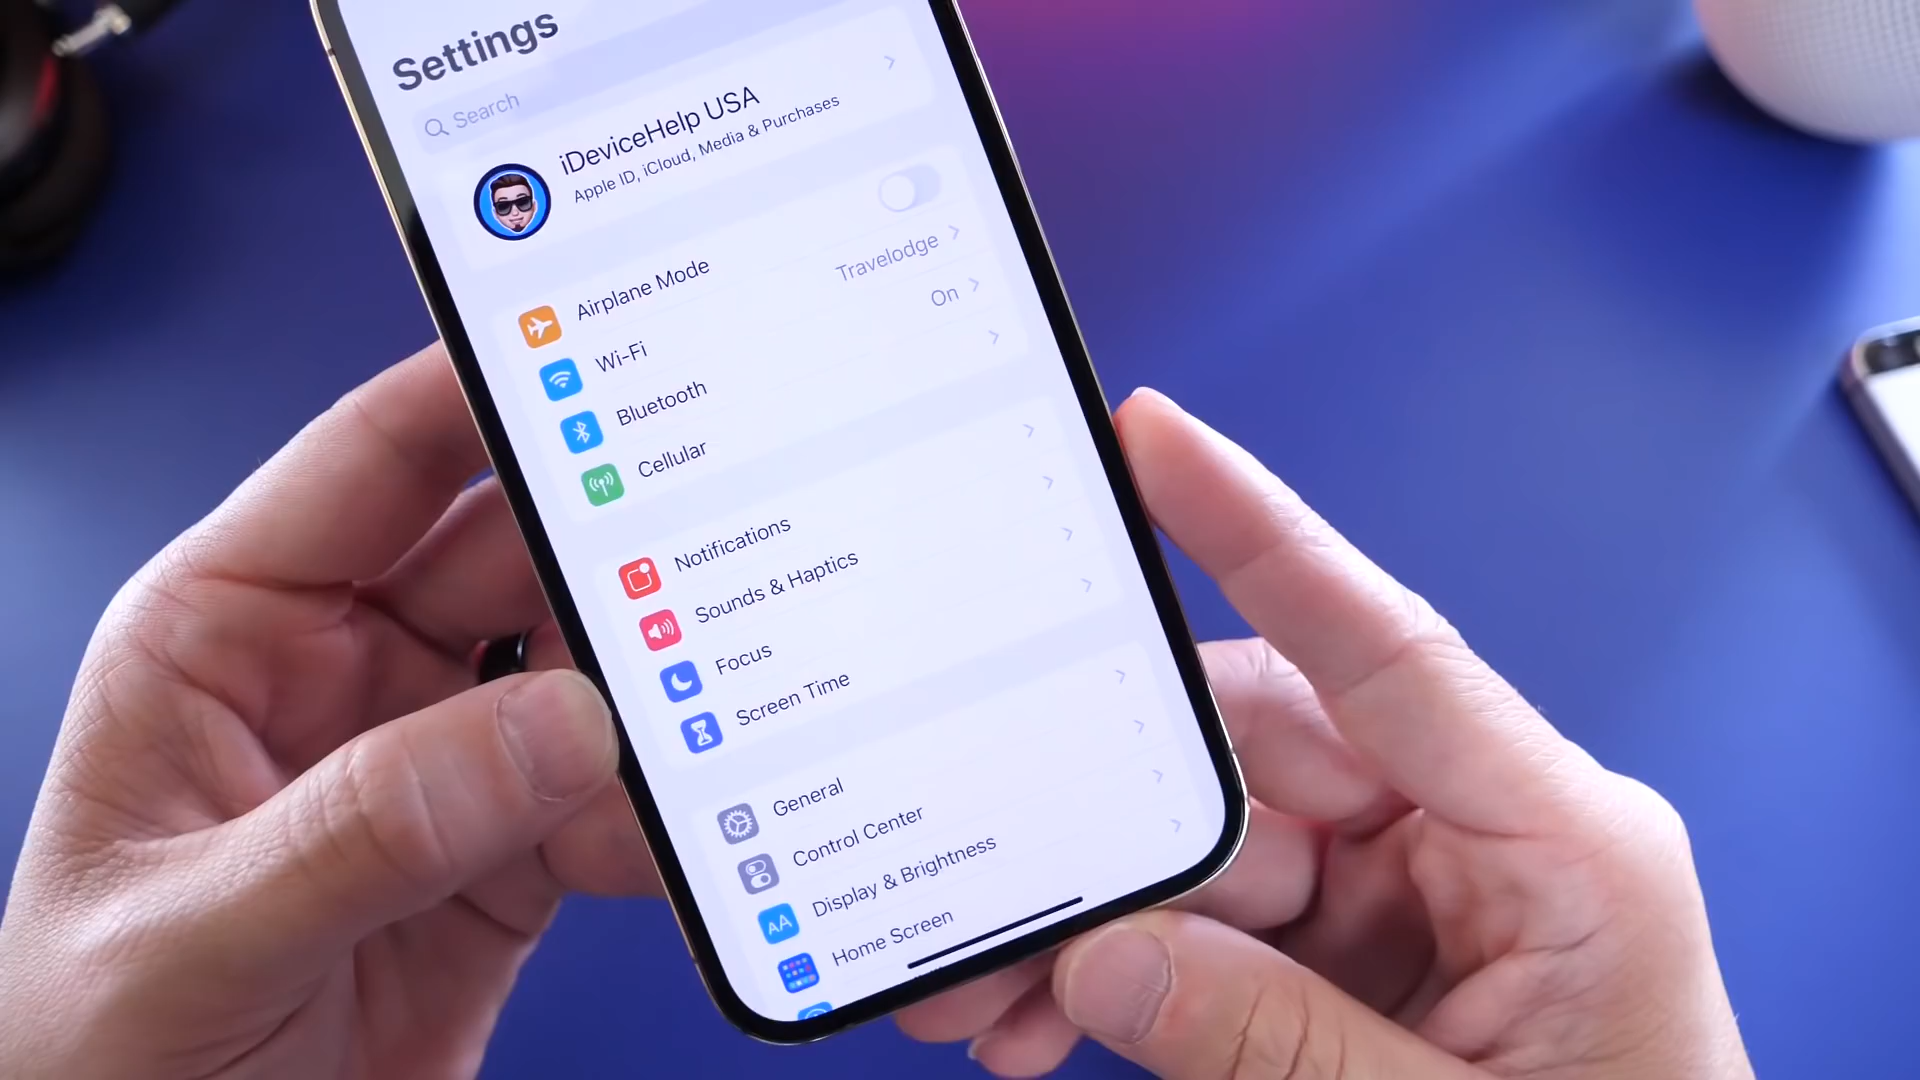 Settings
Search
iDeviceHelp USA
Apple ID, iCloud, Media & Purchases
Airplane Mode
Wi-Fi Travelodge
Bluetooth On
Cellular
Notifications
Sounds & Haptics
Focus
Screen Time
General
Control Center
Display & Brightness
AA
Home Screen